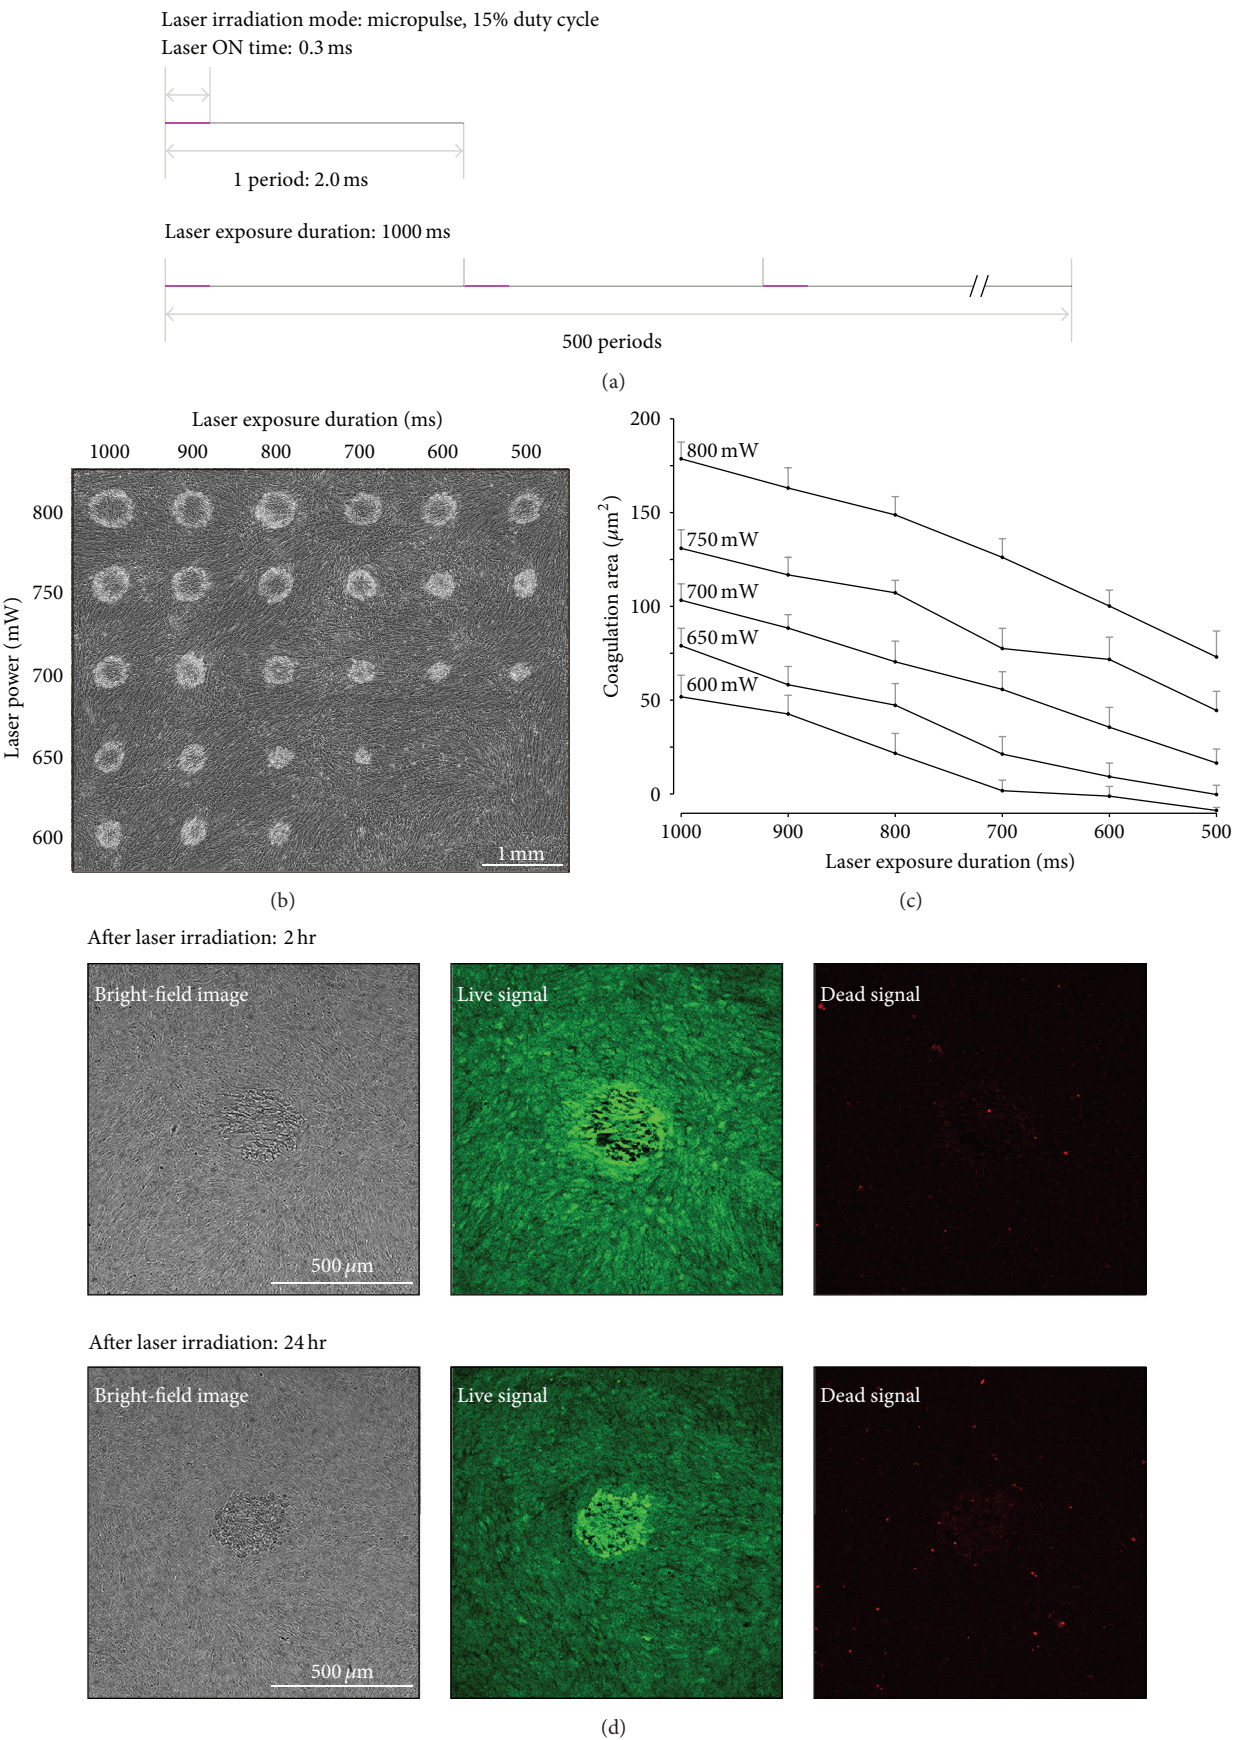 Laser irradiation mode: micropulse, 15% duty cycle
Laser ON time: 0.3 ms
1 period: 2.0 ms
Laser exposure duration: 1000 ms
500 periods
(a)
Laser exposure duration (ms)
1000 900 800 700 600 500
Laser power (mW)
800
750
700
650
600
1 mm
(b)
Coagulation area (μm²)
200
150
100
50
0
800 mW
750 mW
700 mW
650 mW
600 mW
1000 900 800 700 600 500
Laser exposure duration (ms)
(c)
After laser irradiation: 2 hr
Bright-field image
Live signal
Dead signal
500 μm
After laser irradiation: 24 hr
Bright-field image
Live signal
Dead signal
500 μm
(d)